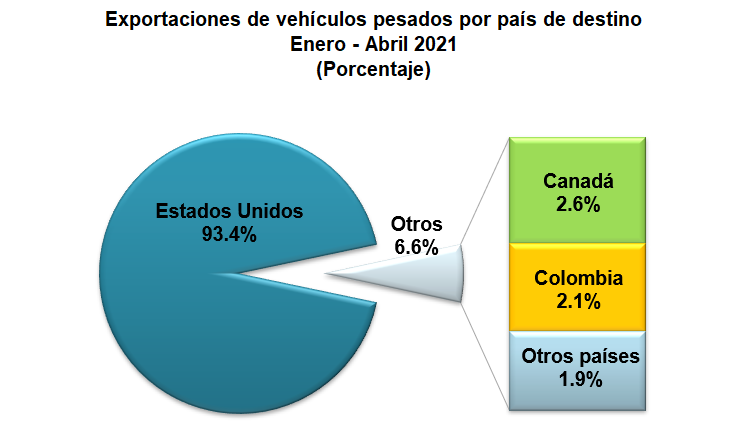 Exportaciones de vehículos pesados por país de destino
Enero - Abril 2021
(Porcentaje)
Estados Unidos
93.4%
Otros
6.6%
Canadá
2.6%
Colombia
2.1%
Otros países
1.9%